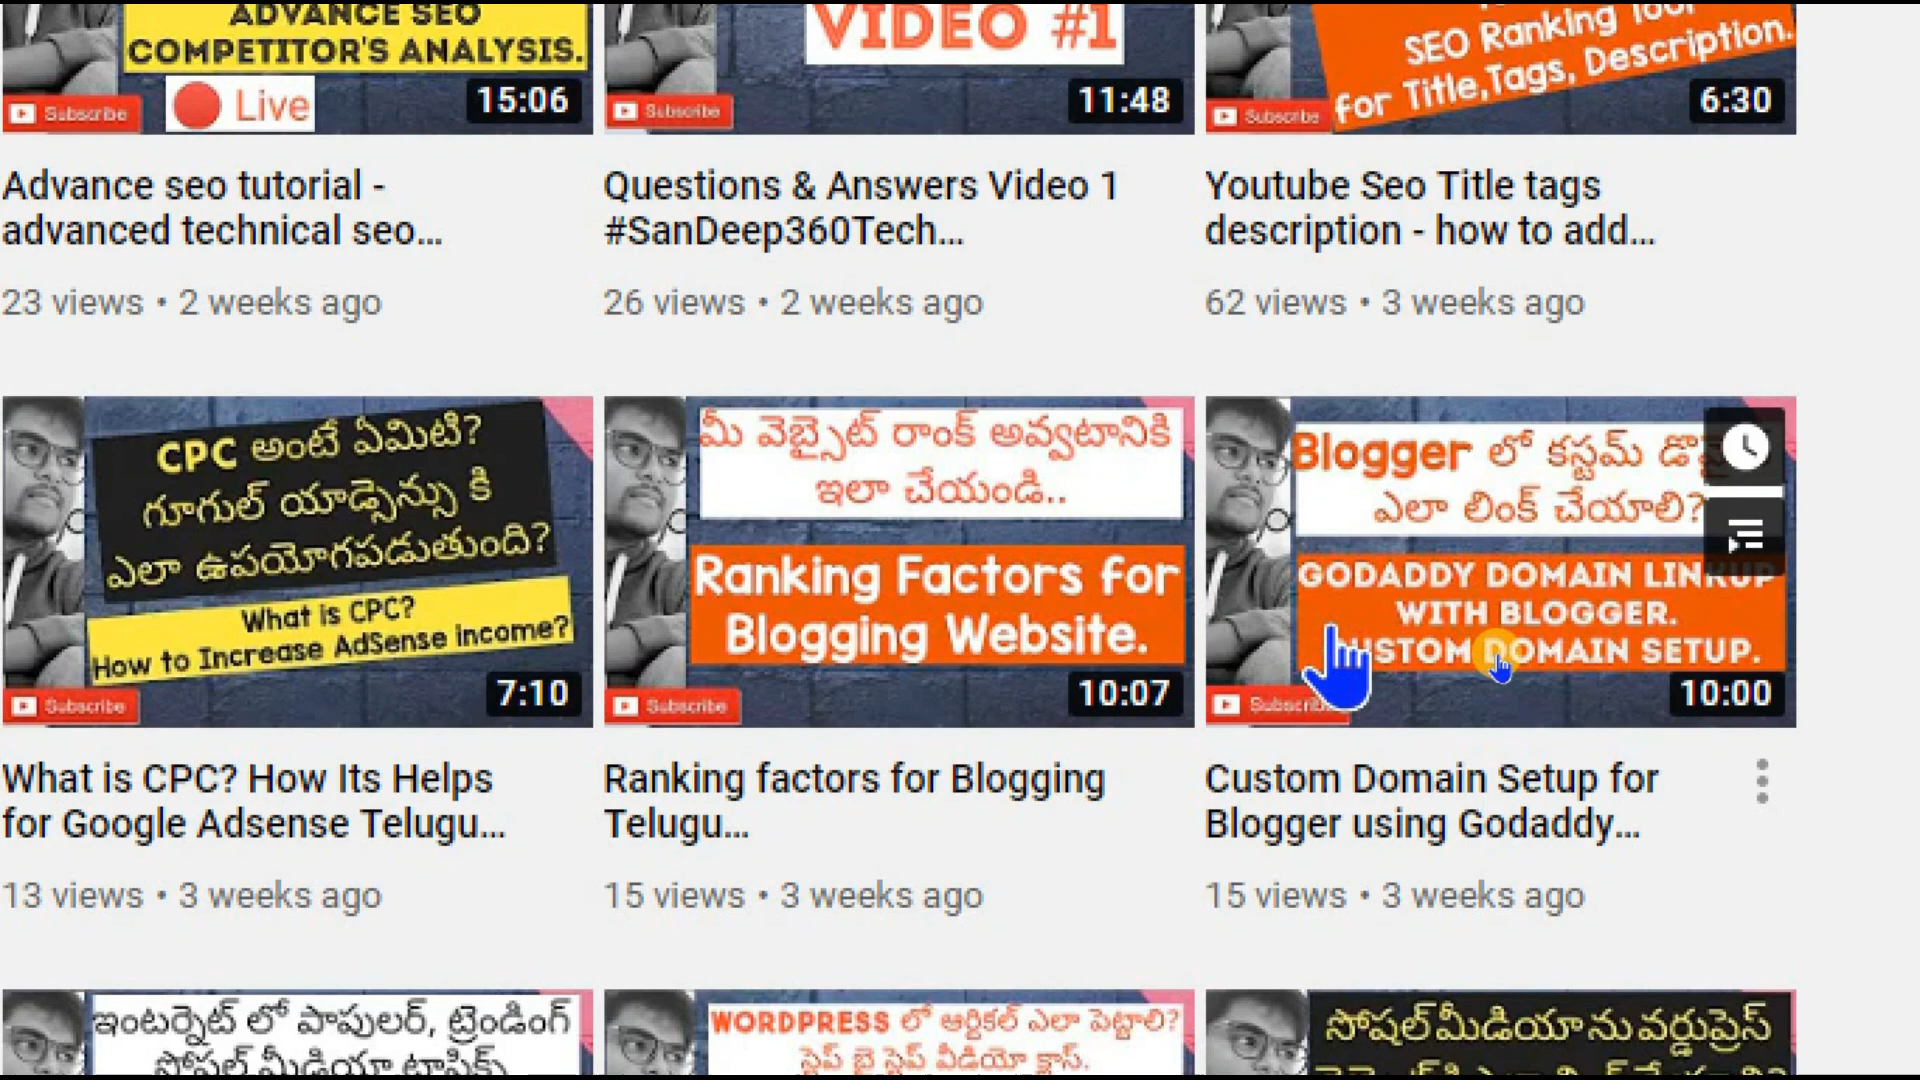 ADVANCE SEO
COMPETITOR'S ANALYSIS.
Subscribe
Live
15:06
VIDEO #1
Subscribe
11:48
SEO Ranking Tool
for Title,Tags, Description.
Subscribe
6:30
Advance seo tutorial -
advanced technical seo...
23 views • 2 weeks ago
Questions & Answers Video 1
#SanDeep360Tech...
26 views • 2 weeks ago
Youtube Seo Title tags
description - how to add...
62 views • 3 weeks ago
CPC అంటే ఏమిటి?
గూగుల్ యాడ్సెన్సు కి
ఎలా ఉపయోగపడుతుంది?
What is CPC?
How to Increase AdSense income?
Subscribe
7:10
మీ వెబ్సైట్ రాంక్ అవ్వటానికి
ఇలా చేయండి..
Ranking Factors for
Blogging Website.
Subscribe
10:07
Blogger లో కస్టమ్
ఎలా లింక్ చేయాలి?
GODADDY DOMAIN LINKUP
WITH BLOGGER.
DOMAIN SETUP.
10:00
What is CPC? How Its Helps
for Google Adsense Telugu...
13 views • 3 weeks ago
Ranking factors for Blogging
Telugu...
15 views • 3 weeks ago
Custom Domain Setup for
Blogger using Godaddy...
15 views • 3 weeks ago
ఇంటర్నెట్ లో పాపులర్, ట్రెండింగ్
సోషల్ మీడియా టాపిక్స్
WORDPRESS లో ఆర్టికల్ ఎలా పెట్టాలి?
స్టెప్ బై స్టెప్ వీడియో క్లాస్.
సోషల్ మీడియా ను వర్డుప్రెస్